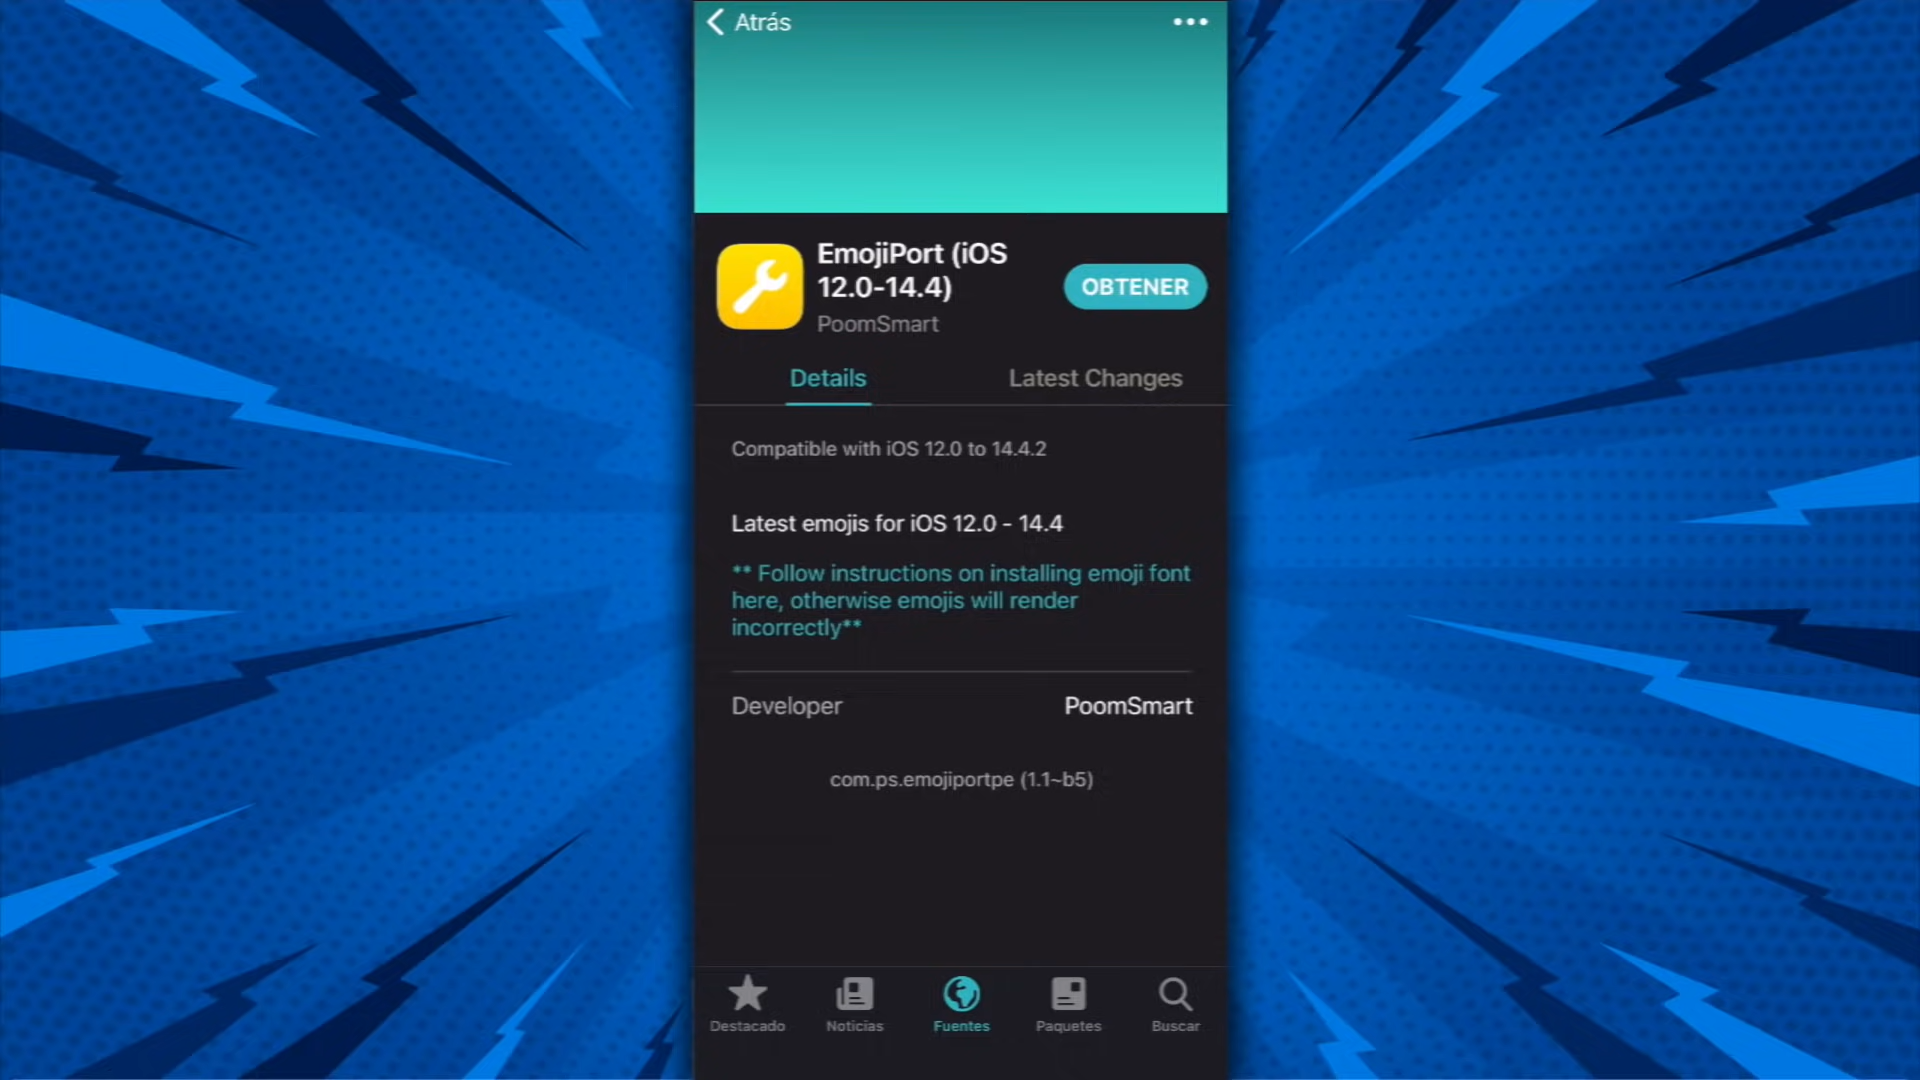 Atrás
EmojiPort (iOS
12.0-14.4)
OBTENER
PoomSmart
Details
Latest Changes
Compatible with iOS 12.0 to 14.4.2
Latest emojis for iOS 12.0 - 14.4
** Follow instructions on installing emoji font
here, otherwise emojis will render
incorrectly**
Developer
PoomSmart
com.ps.emojiportpe (1.1~b5)
Destacado
Noticias
Fuentes
Paquetes
Buscar